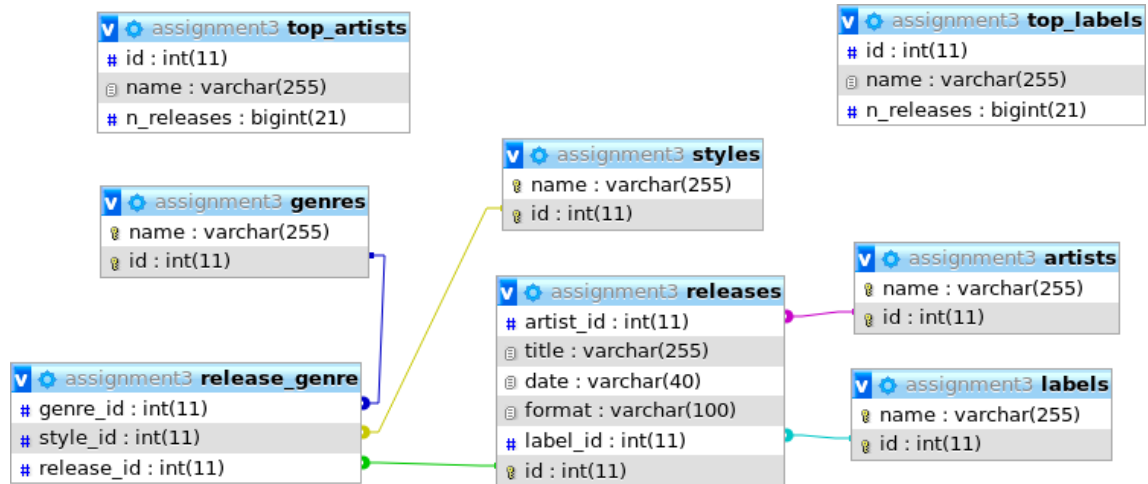 assignment3 top_artists
# id : int(11)
name : varchar(255)
# n_releases : bigint(21)
assignment3 top_labels
# id : int(11)
name : varchar(255)
# n_releases : bigint(21)
assignment3 styles
name : varchar(255)
id : int(11)
assignment3 genres
name : varchar(255)
id : int(11)
assignment3 artists
name : varchar(255)
id : int(11)
assignment3 releases
# artist_id : int(11)
title : varchar(255)
date : varchar(40)
format : varchar(100)
# label_id : int(11)
id : int(11)
assignment3 release_genre
# genre_id : int(11)
# style_id : int(11)
# release_id : int(11)
assignment3 labels
name : varchar(255)
id : int(11)